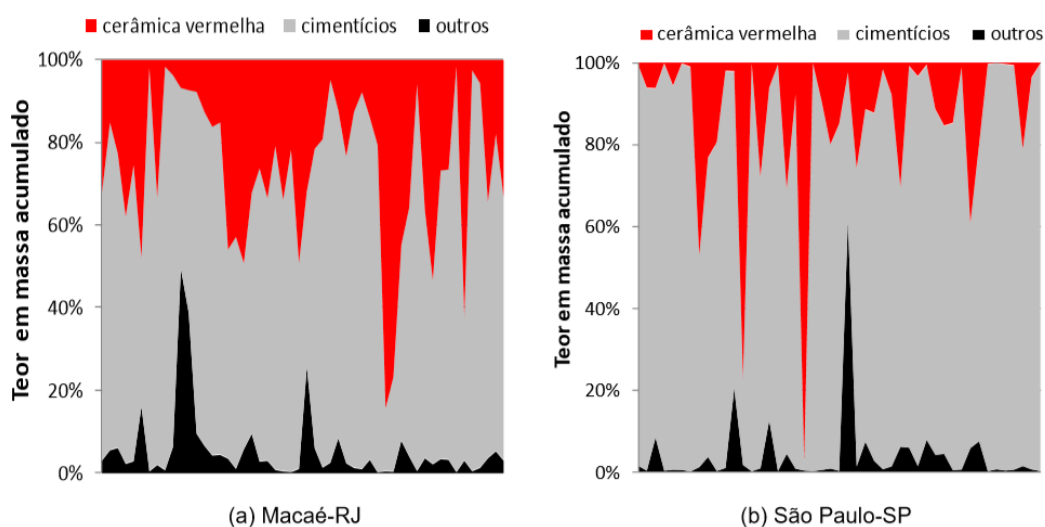 cerâmica vermelha cimentícios outros
100%
80%
60%
40%
20%
0%
Teor em massa acumulado
(a) Macaé-RJ
cerâmica vermelha cimentícios outros
100%
80%
60%
40%
20%
0%
Teor em massa acumulado
(b) São Paulo-SP